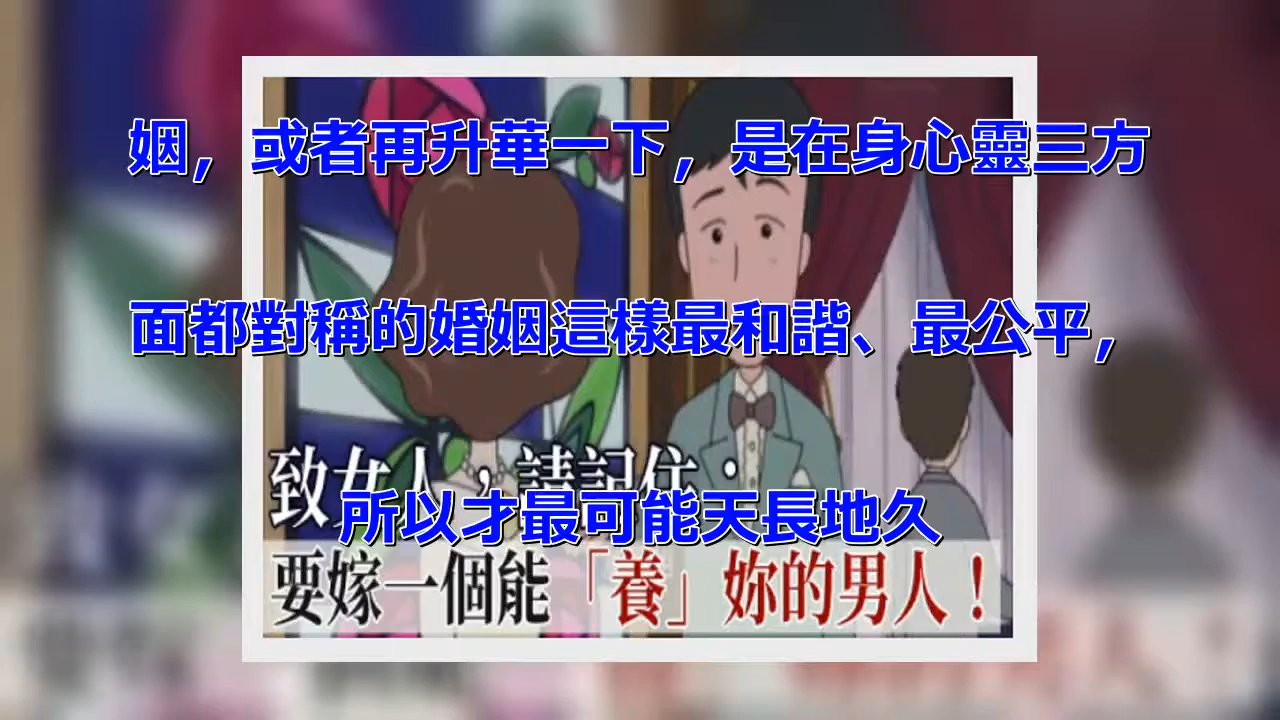 姻，或者再升華一下，是在身心靈三方
面都對稱的婚姻這樣最和諧、最公平，
致女人，請記住：
所以才最可能天長地久
要嫁一個能「養」妳的男人！